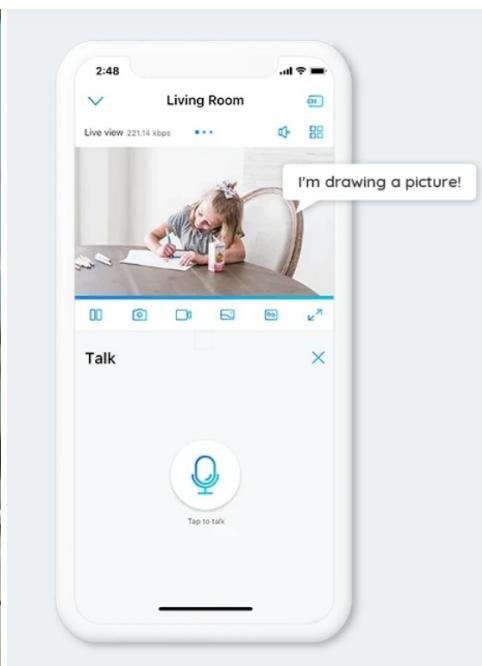 2:48
Living Room
Live view 221.14 kbps
I'm drawing a picture!
Talk
Tap to talk